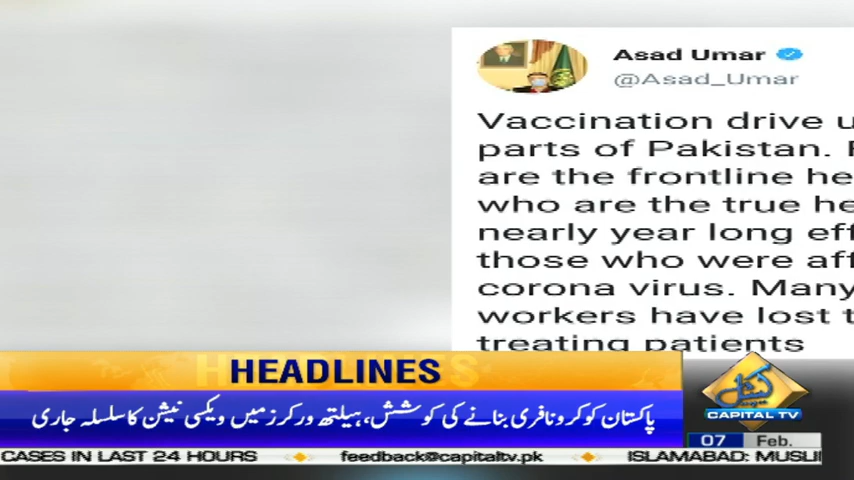 Asad Umar
@Asad_Umar
Vaccination drive u
parts of Pakistan. F
are the frontline he
who are the true he
nearly year long eff
those who were aff
corona virus. Many
workers have lost t
treating patients
HEADLINES
پاکستان کو کرونا فری بنانے کی کوشش، ہیلتھ ورکرز میں ویکسی نیشن کا سلسلہ جاری
CAPITAL TV
07 Feb.
CASES IN LAST 24 HOURS feedback@capitaltv.pk ISLAMABAD: MUSLI